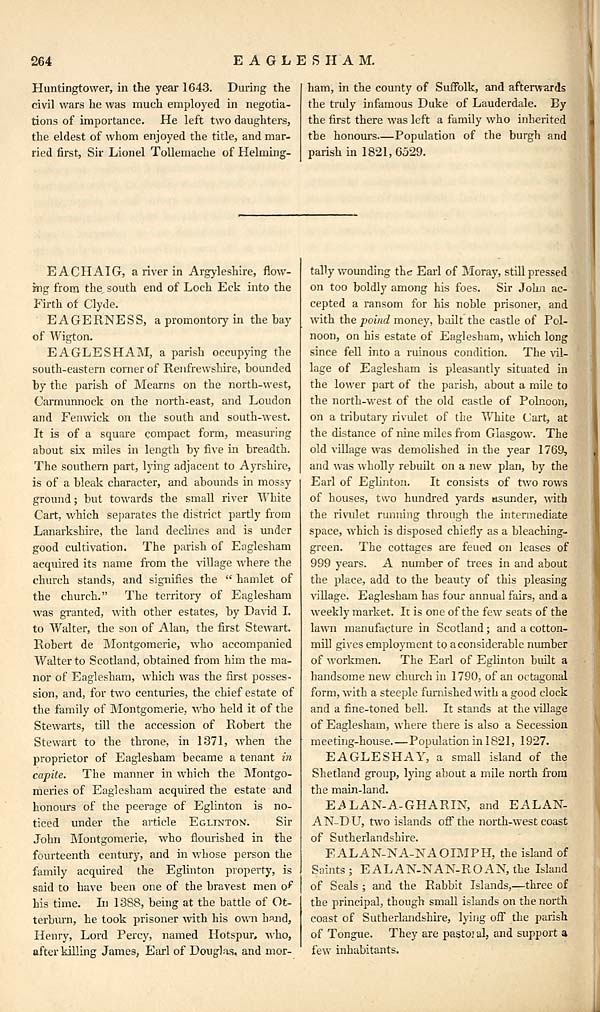 264
EAGLESHAM.
Huntingtower, in the year 1643. During the
civil wars he was much employed in negotia-
tions of importance. He left two daughters,
the eldest of whom enjoyed the title, and mar-
ried first, Sir Lionel Tollemache of Helming-
ham, in the county of Suffolk, and afterwards
the truly infamous Duke of Lauderdale. By
the first there was left a family who inherited
the honours.—Population of the burgh and
parish in 1821, 6529.
EACHAIG, a river in Argyleshire, flow-
ing from the south end of Loch Eck into the
Firth of Clyde.
EAGERNESS, a promontory in the bay
of Wigton.
EAGLESHAM, a parish occupying the
south-eastern corner of Renfrewshire, bounded
by the parish of Mearns on the north-west,
Carmunnock on the north-east, and Loudon
and Fenwick on the south and south-west.
It is of a square compact form, measuring
about six miles in length by five in breadth.
The southern part, lying adjacent to Ayrshire,
is of a bleak character, and abounds in mossy
ground; but towards the small river White
Cart, which separates the district partly from
Lanarkshire, the land declines and is under
good cultivation. The parish of Eaglesham
acquired its name from the village where the
church stands, and signifies the " hamlet of
the church." The territory of Eaglesham
was granted, with other estates, by David I.
to Walter, the son of Alan, the first Stewart.
Robert de Montgomerie, who accompanied
Walter to Scotland, obtained from him the ma-
nor of Eaglesham, which was the first posses-
sion, and, for two centuries, the chief estate of
the family of Montgomerie, who held it of the
Stewarts, till the accession of Robert the
Stewart to the throne, in 1371, when the
proprietor of Eaglesham became a tenant in
capite. The manner in which the Montgo-
meries of Eaglesham acquired the estate and
honours of the peerage of Eglinton is no-
ticed under the article EGLINTON. Sir
John Montgomerie, who flourished in the
fourteenth century, and in whose person the
family acquired the Eglinton property, is
said to have been one of the bravest men of
his time. In 1388, being at the battle of Ot-
terburn, he took prisoner with his own hand,
Henry, Lord Percy, named Hotspur, who,
after killing James, Earl of Douglas, and mor-
tally wounding the Earl of Moray, still pressed
on too boldly among his foes. Sir John ac-
cepted a ransom for his noble prisoner, and
with the poind money, built the castle of Pol-
noon, on his estate of Eaglesham, which long
since fell into a ruinous condition. The vil-
lage of Eaglesham is pleasantly situated in
the lower part of the parish, about a mile to
the north-west of the old castle of Polnoon,
on a tributary rivulet of the White Cart, at
the distance of nine miles from Glasgow. The
old village was demolished in the year 1769,
and was wholly rebuilt on a new plan, by the
Earl of Eglinton. It consists of two rows
of houses, two hundred yards asunder, with
the rivulet running through the intermediate
space, which is disposed chiefly as a bleaching-
green. The cottages are feued on leases of
999 years. A number of trees in and about
the place, add to the beauty of this pleasing
village. Eaglesham has four annual fairs, and a
weekly market. It is one of the few seats of the
lawn manufacture in Scotland; and a cotton-
mill gives employment to a considerable number
of workmen. The Earl of Eglinton built a
handsome new church in 1790, of an octagonal
form, with a steeple furnished with a good clock
and a fine-toned bell. It stands at the village
of Eaglesham, where there is also a Secession
meeting-house.—Population in 1821, 1927.
EAGLESHAY, a small island of the
Shetland group, lying about a mile north from
the main-land.
EALAN-A-GHARIN, and EALAN-
AN-DU, two islands off the north-west coast
of Sutherlandshire.
EALAN-NA-NAOIMPH, the island of
Saints; EALAN-NAN-ROAN, the Island
of Seals; and the Rabbit Islands,—three of
the principal, though small islands on the north
coast of Sutherlandshire, lying off the parish
of Tongue. They are pastoral, and support a
few inhabitants.